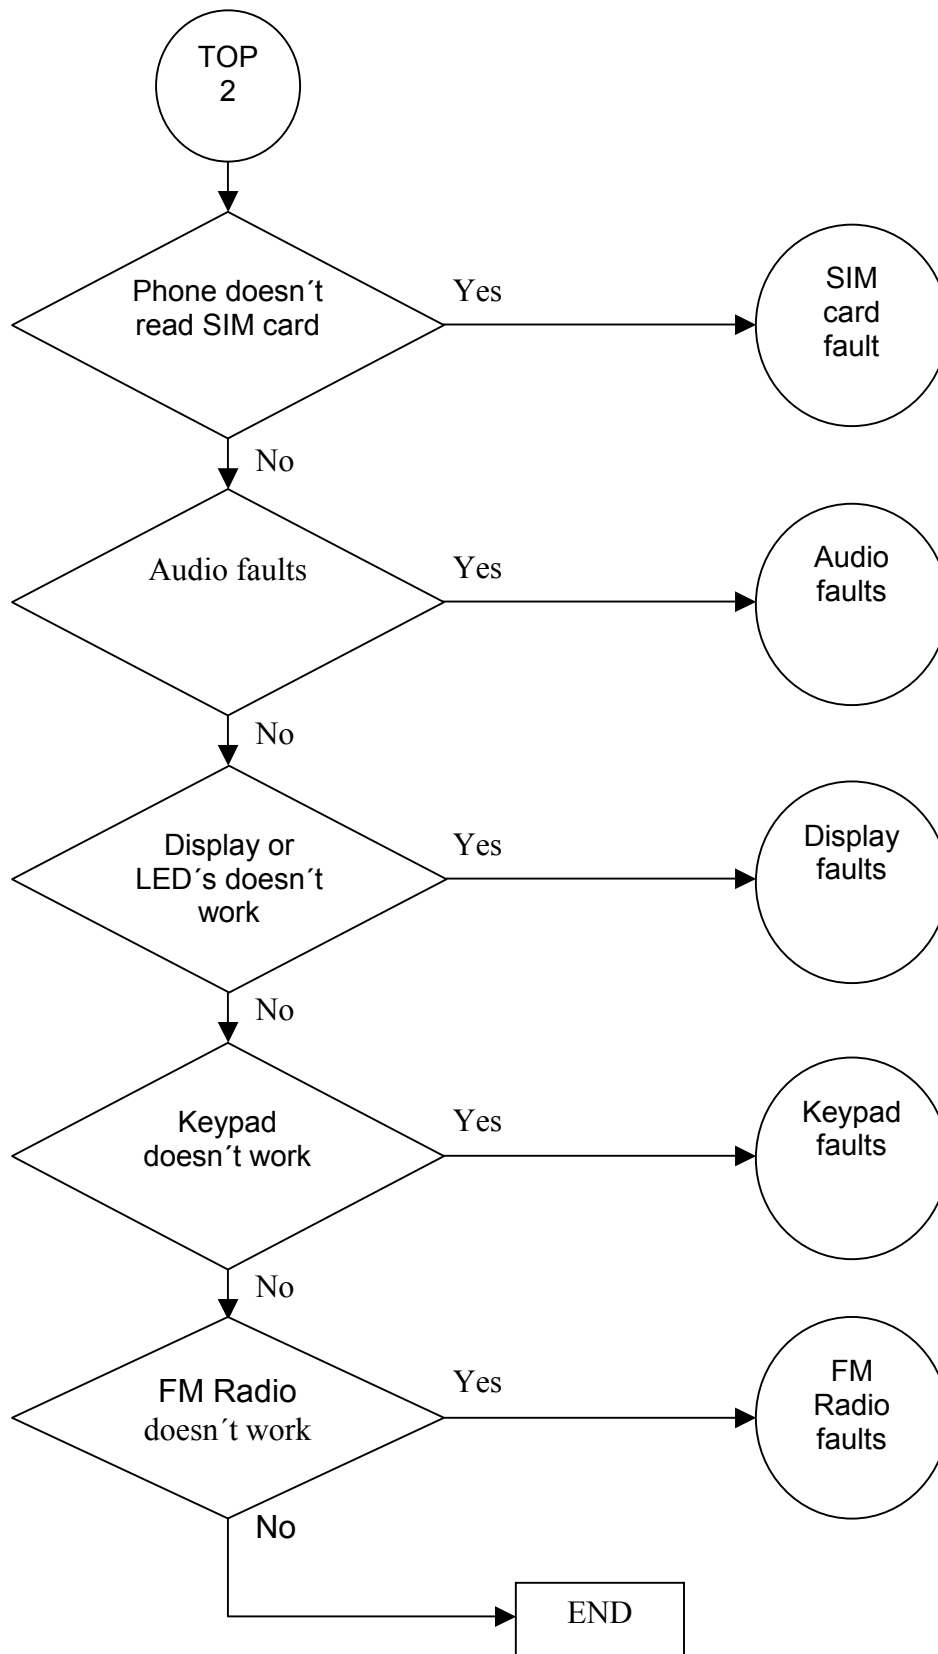 TOP
2
Phone doesn´t
read SIM card
Yes
SIM
card
fault
No
Audio faults
Yes
Audio
faults
No
Display or
LED´s doesn´t
work
Yes
Display
faults
No
Keypad
doesn´t work
Yes
Keypad
faults
No
FM Radio
doesn´t work
Yes
FM
Radio
faults
No
END